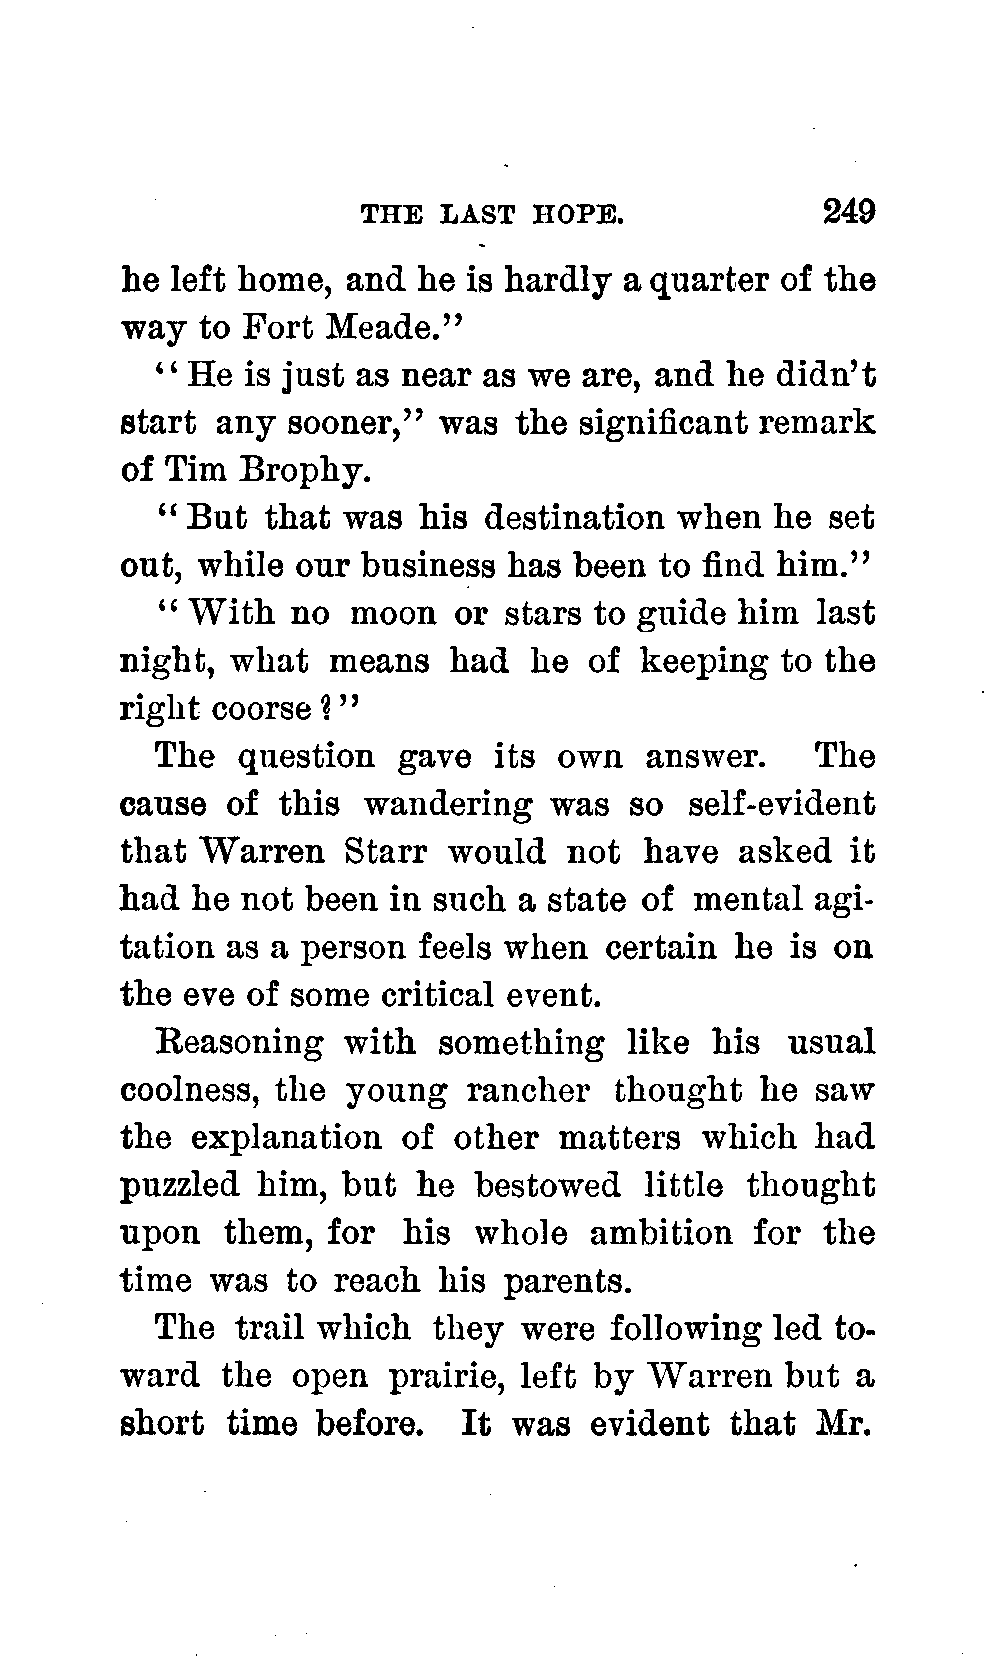 THE LAST HOPE. 249
he left home, and he is hardly a quarter of the
way to Fort Meade."
"He is just as near as we are, and he didn't
start any sooner," was the significant remark
of Tim Brophy.
"But that was his destination when he set
out, while our business has been to find him."
"With no moon or stars to guide him last
night, what means had he of keeping to the
right coorse?"
The question gave its own answer. The
cause of this wandering was so self-evident
that Warren Starr would not have asked it
had he not been in such a state of mental agi-
tation as a person feels when certain he is on
the eve of some critical event.
Reasoning with something like his usual
coolness, the young rancher thought he saw
the explanation of other matters which had
puzzled him, but he bestowed little thought
upon them, for his whole ambition for the
time was to reach his parents.
The trail which they were following led to-
ward the open prairie, left by Warren but a
short time before. It was evident that Mr.